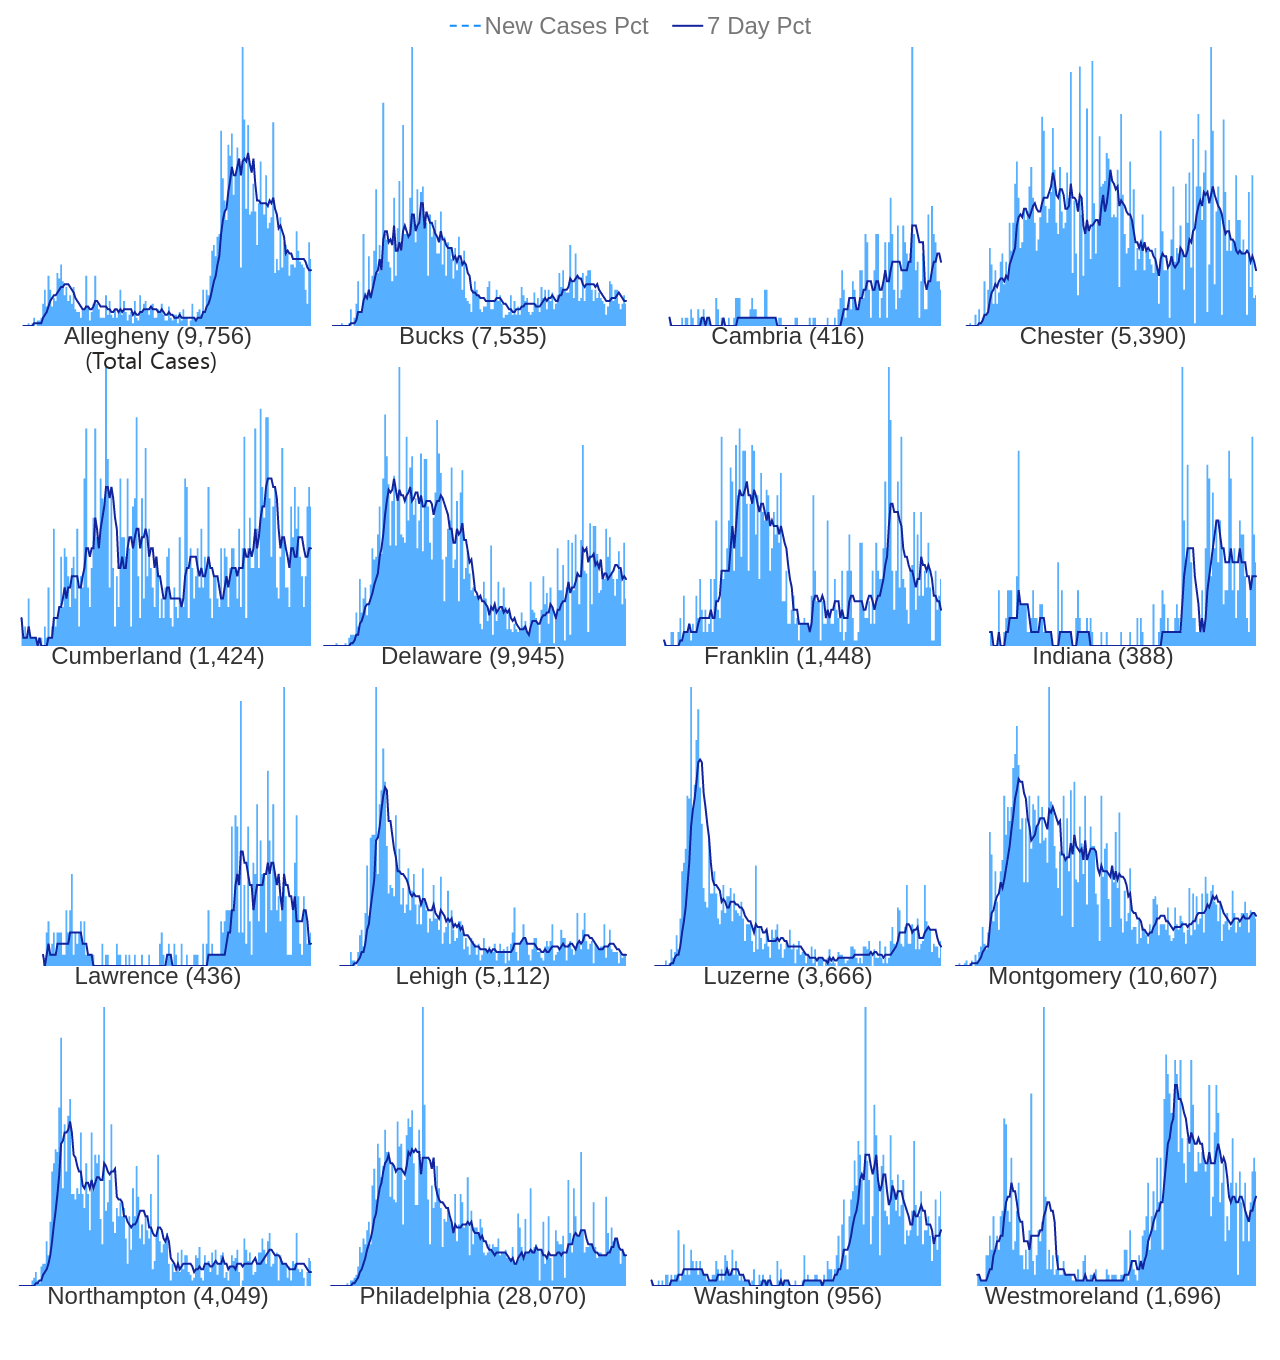 New Cases Pct 7 Day Pct
Allegheny (9,756) Bucks (7,535) Cambria (416) Chester (5,390)
(Total Cases)
Cumberland (1,424) Delaware (9,945) Franklin (1,448) Indiana (388)
Lawrence (436) Lehigh (5,112) Luzerne (3,666) Montgomery (10,607)
Northampton (4,049) Philadelphia (28,070) Washington (956) Westmoreland (1,696)